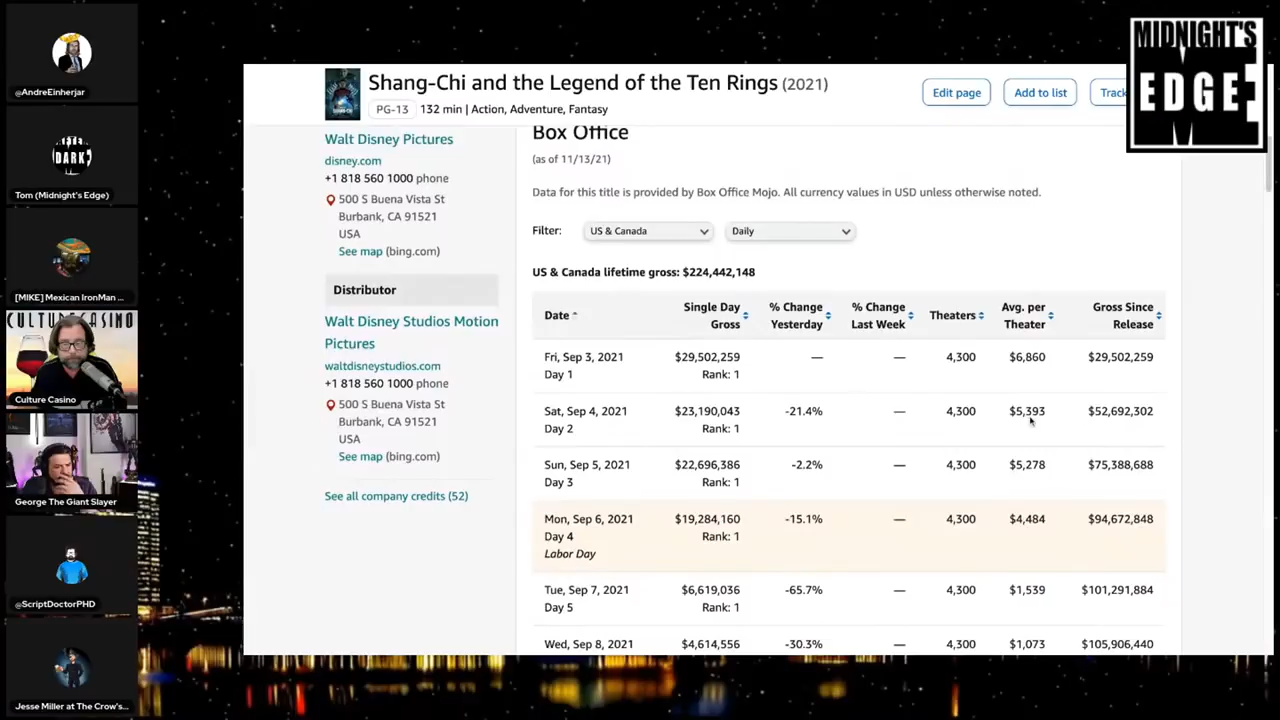 @AndreEinherjar
DARK
Tom (Midnight's Edge)
[MIKE] Mexican IronMan ...
CULTURE CASINO
Culture Casino
George The Giant Slayer
@ScriptDoctorPHD
Jesse Miller at The Crow's...
MIDNIGHT'S
EDGE
Shang-Chi and the Legend of the Ten Rings (2021)
PG-13 132 min | Action, Adventure, Fantasy
Edit page
Add to list
Track
Walt Disney Pictures
disney.com
+1 818 560 1000 phone
500 S Buena Vista St
Burbank, CA 91521
USA
See map (bing.com)
Distributor
Walt Disney Studios Motion
Pictures
waltdisneystudios.com
+1 818 560 1000 phone
500 S Buena Vista St
Burbank, CA 91521
USA
See map (bing.com)
See all company credits (52)
Box Office
(as of 11/13/21)
Data for this title is provided by Box Office Mojo. All currency values in USD unless otherwise noted.
Filter: US & Canada Daily
US & Canada lifetime gross: $224,442,148
Date Single Day Gross % Change Yesterday % Change Last Week Theaters Avg. per Theater Gross Since Release
Fri, Sep 3, 2021 $29,502,259 — — 4,300 $6,860 $29,502,259
Day 1 Rank: 1
Sat, Sep 4, 2021 $23,190,043 -21.4% — 4,300 $5,393 $52,692,302
Day 2 Rank: 1
Sun, Sep 5, 2021 $22,696,386 -2.2% — 4,300 $5,278 $75,388,688
Day 3 Rank: 1
Mon, Sep 6, 2021 $19,284,160 -15.1% — 4,300 $4,484 $94,672,848
Day 4 Rank: 1
Labor Day
Tue, Sep 7, 2021 $6,619,036 -65.7% — 4,300 $1,539 $101,291,884
Day 5 Rank: 1
Wed, Sep 8, 2021 $4,614,556 -30.3% — 4,300 $1,073 $105,906,440